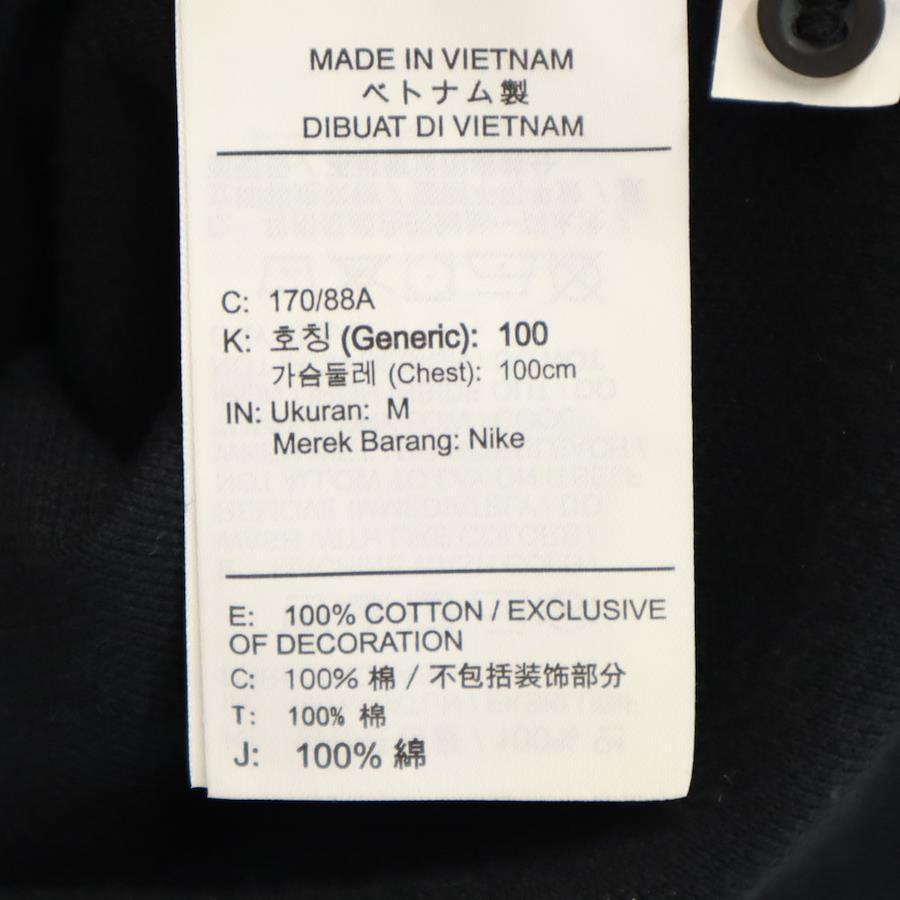 MADE IN VIETNAM
ベトナム製
DIBUAT DI VIETNAM
C: 170/88A
K: 호칭 (Generic): 100
가슴둘레 (Chest): 100cm
IN: Ukuran: M
Merek Barang: Nike
E: 100% COTTON / EXCLUSIVE
OF DECORATION
C: 100% 棉 / 不包括装饰部分
T: 100% 棉
J: 100% 綿